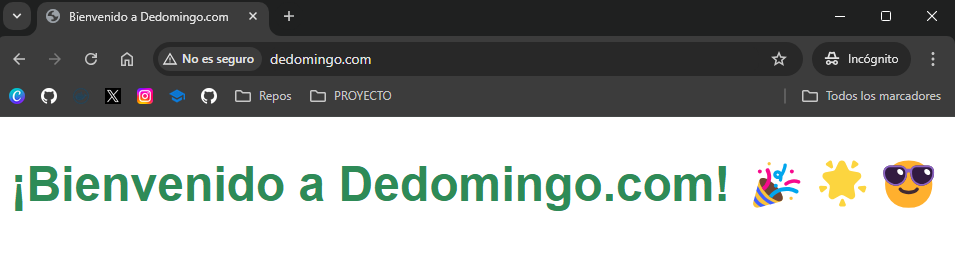 Bienvenido a Dedomingo.com
No es seguro dedomingo.com Incógnito
Repos PROYECTO Todos los marcadores
¡Bienvenido a Dedomingo.com! 🎉 🌟 😎